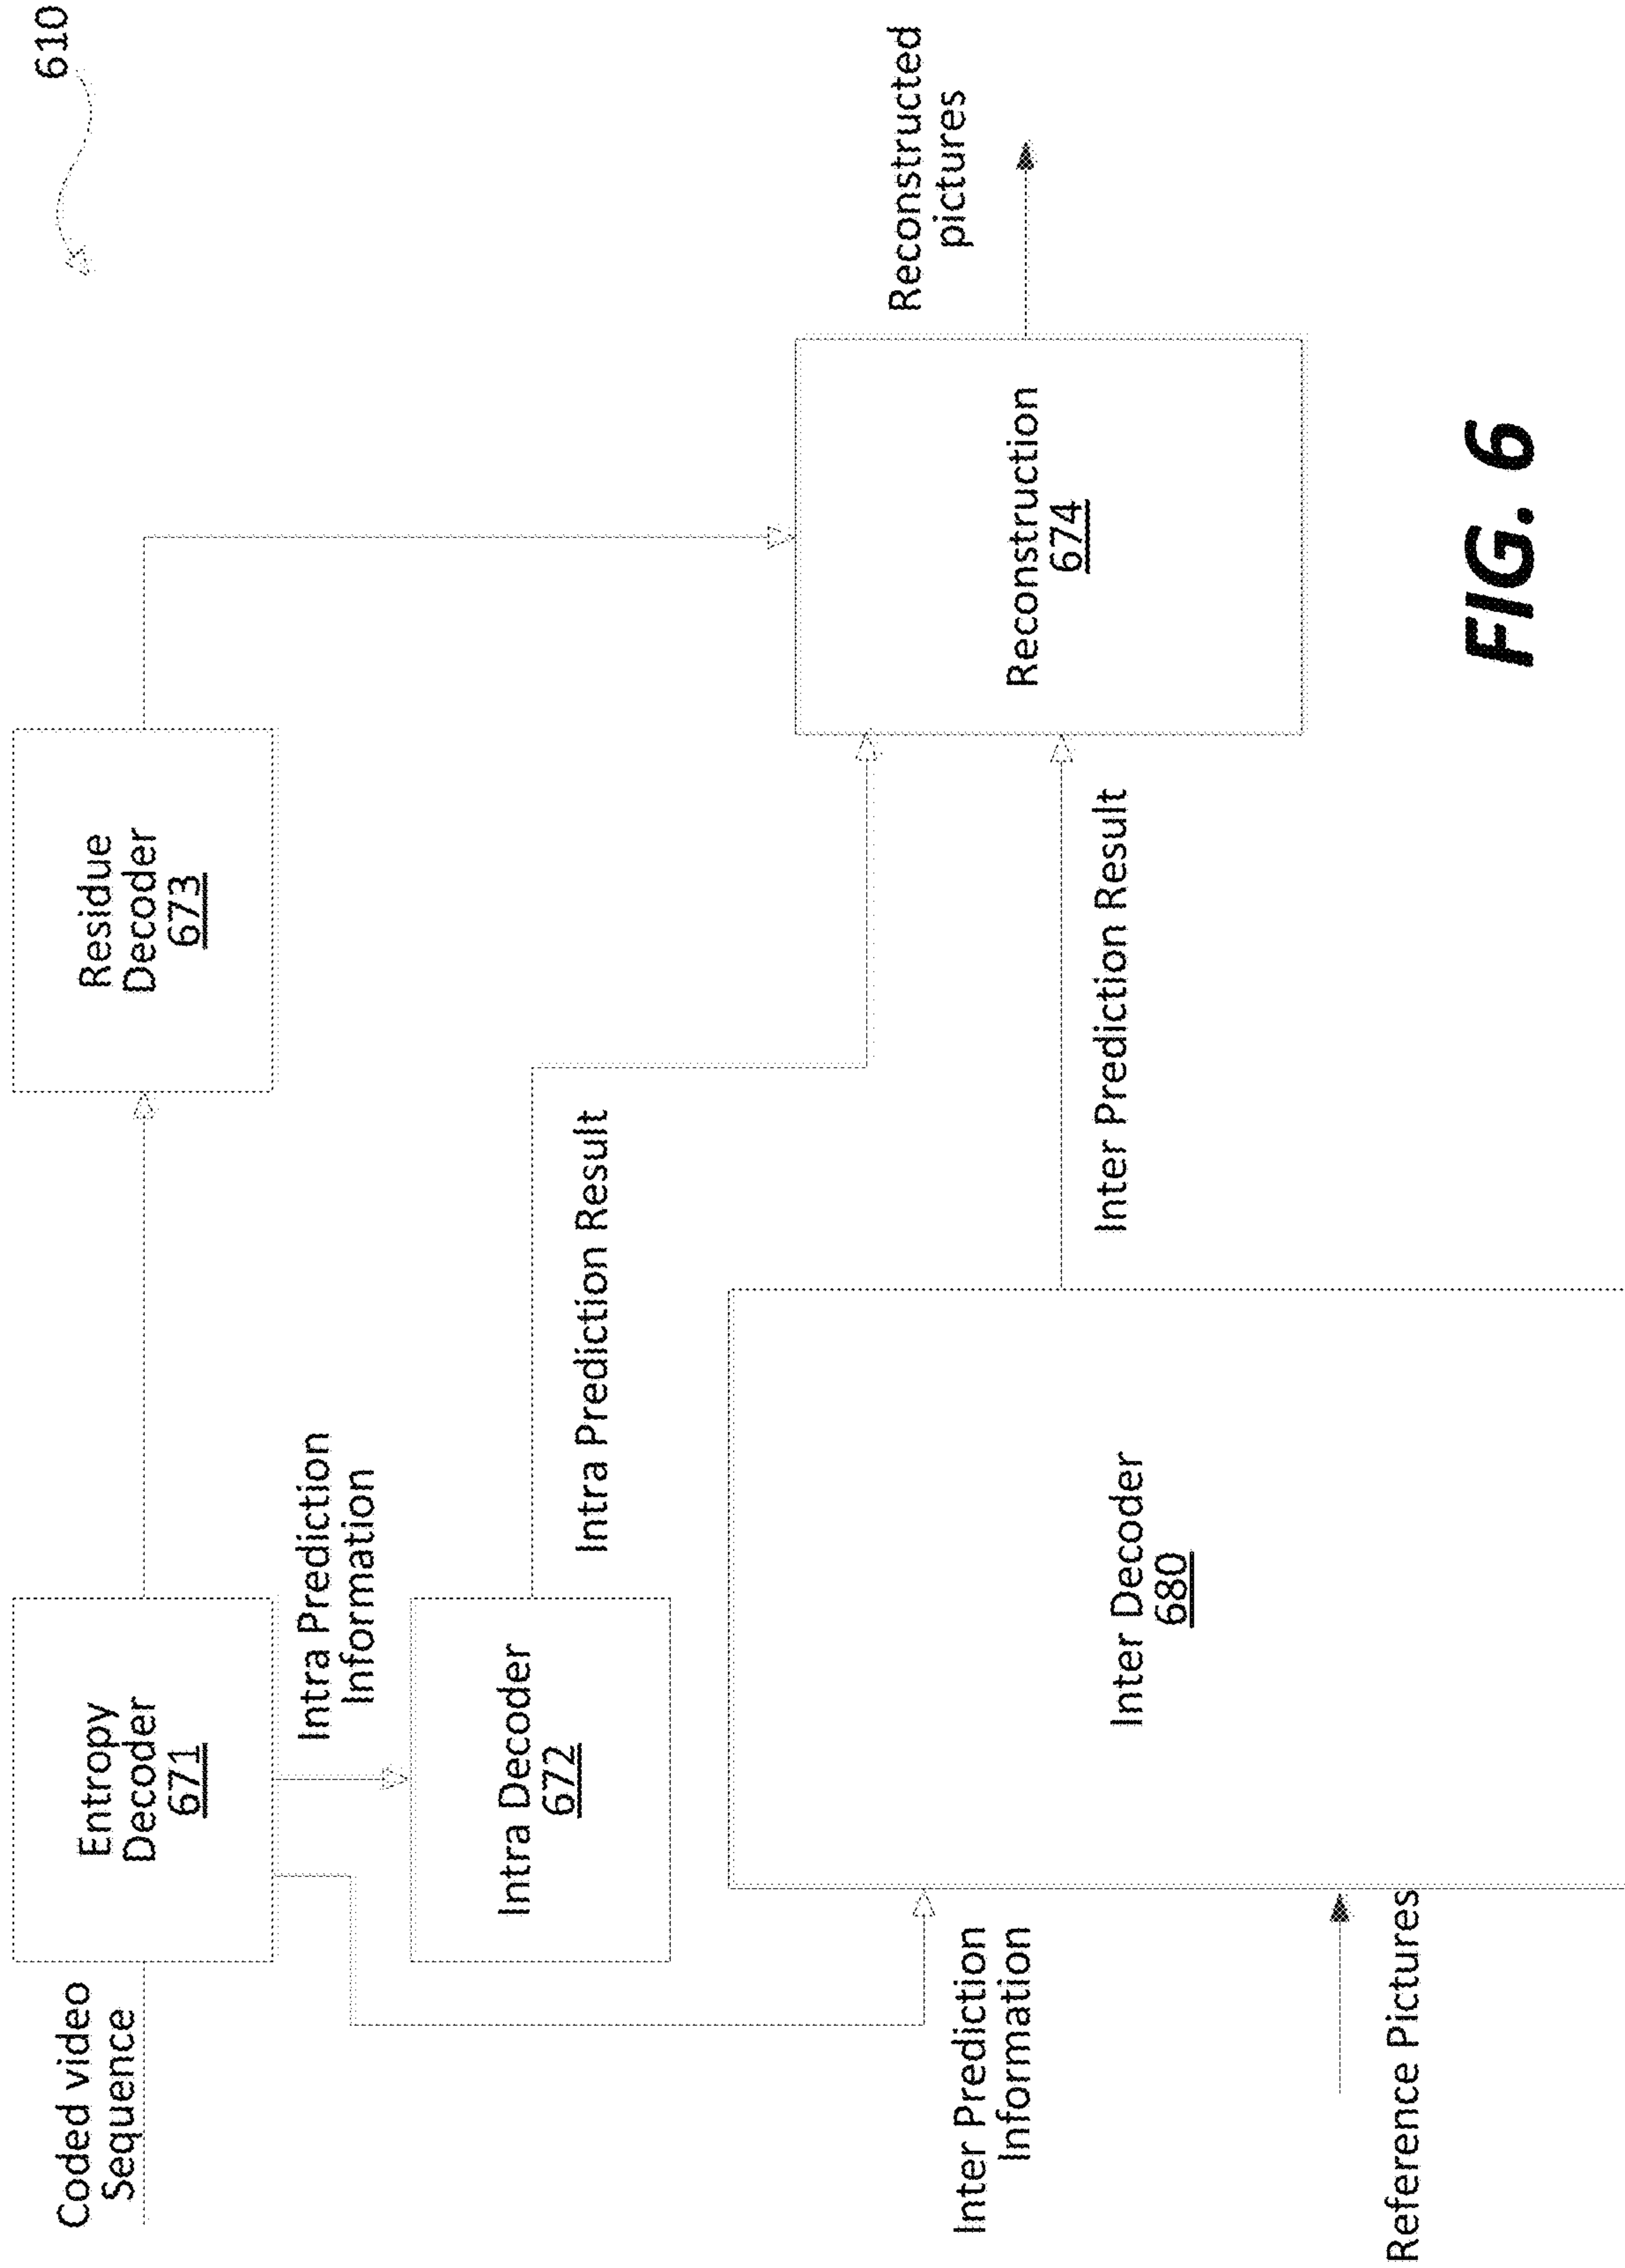 610
Coded video
Sequence
Entropy
Decoder
671
Residue
Decoder
673
Intra Prediction
Information
Intra Decoder
672
Intra Prediction Result
Inter Prediction
Information
Inter Decoder
680
Inter Prediction Result
Reference Pictures
Reconstruction
674
Reconstructed
pictures
FIG. 6